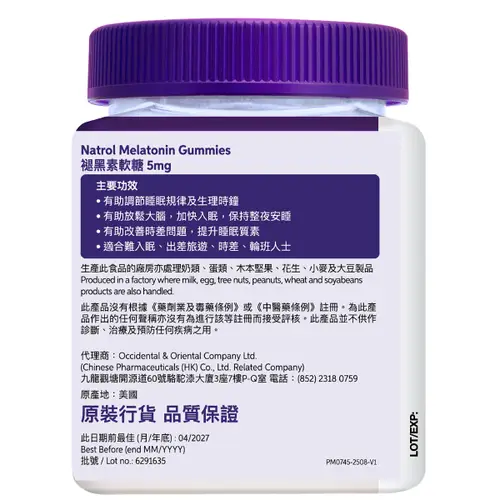 Natrol Melatonin Gummies
褪黑素軟糖 5mg
主要功效
• 有助調節睡眠規律及生理時鐘
• 有助放鬆大腦，加快入眠，保持整夜安睡
• 有助改善時差問題，提升睡眠質素
• 適合難入眠、出差旅遊、時差、輪班人士
生產此食品的廠房亦處理奶類、蛋類、木本堅果、花生、小麥及大豆製品
Produced in a factory where milk, egg, tree nuts, peanuts, wheat and soyabeans
products are also handled.
此產品沒有根據《藥劑業及毒藥條例》或《中醫藥條例》註冊。為此產
品作出的任何聲稱亦沒有為進行該等註冊而接受評核。此產品並不供作
診斷、治療及預防任何疾病之用。
代理商：Occidental & Oriental Company Ltd.
(Chinese Pharmaceuticals (HK) Co., Ltd. Related Company)
九龍觀塘開源道60號駱駝漆大廈3座7樓P-Q室 電話：(852) 2318 0759
原產地：美國
原裝行貨 品質保證
此日期前最佳 (月/年底) : 04/2027
Best Before (end MM/YYYY)
批號 / Lot no.: 6291635
PM0745-2508-V1
LOT/EXP: